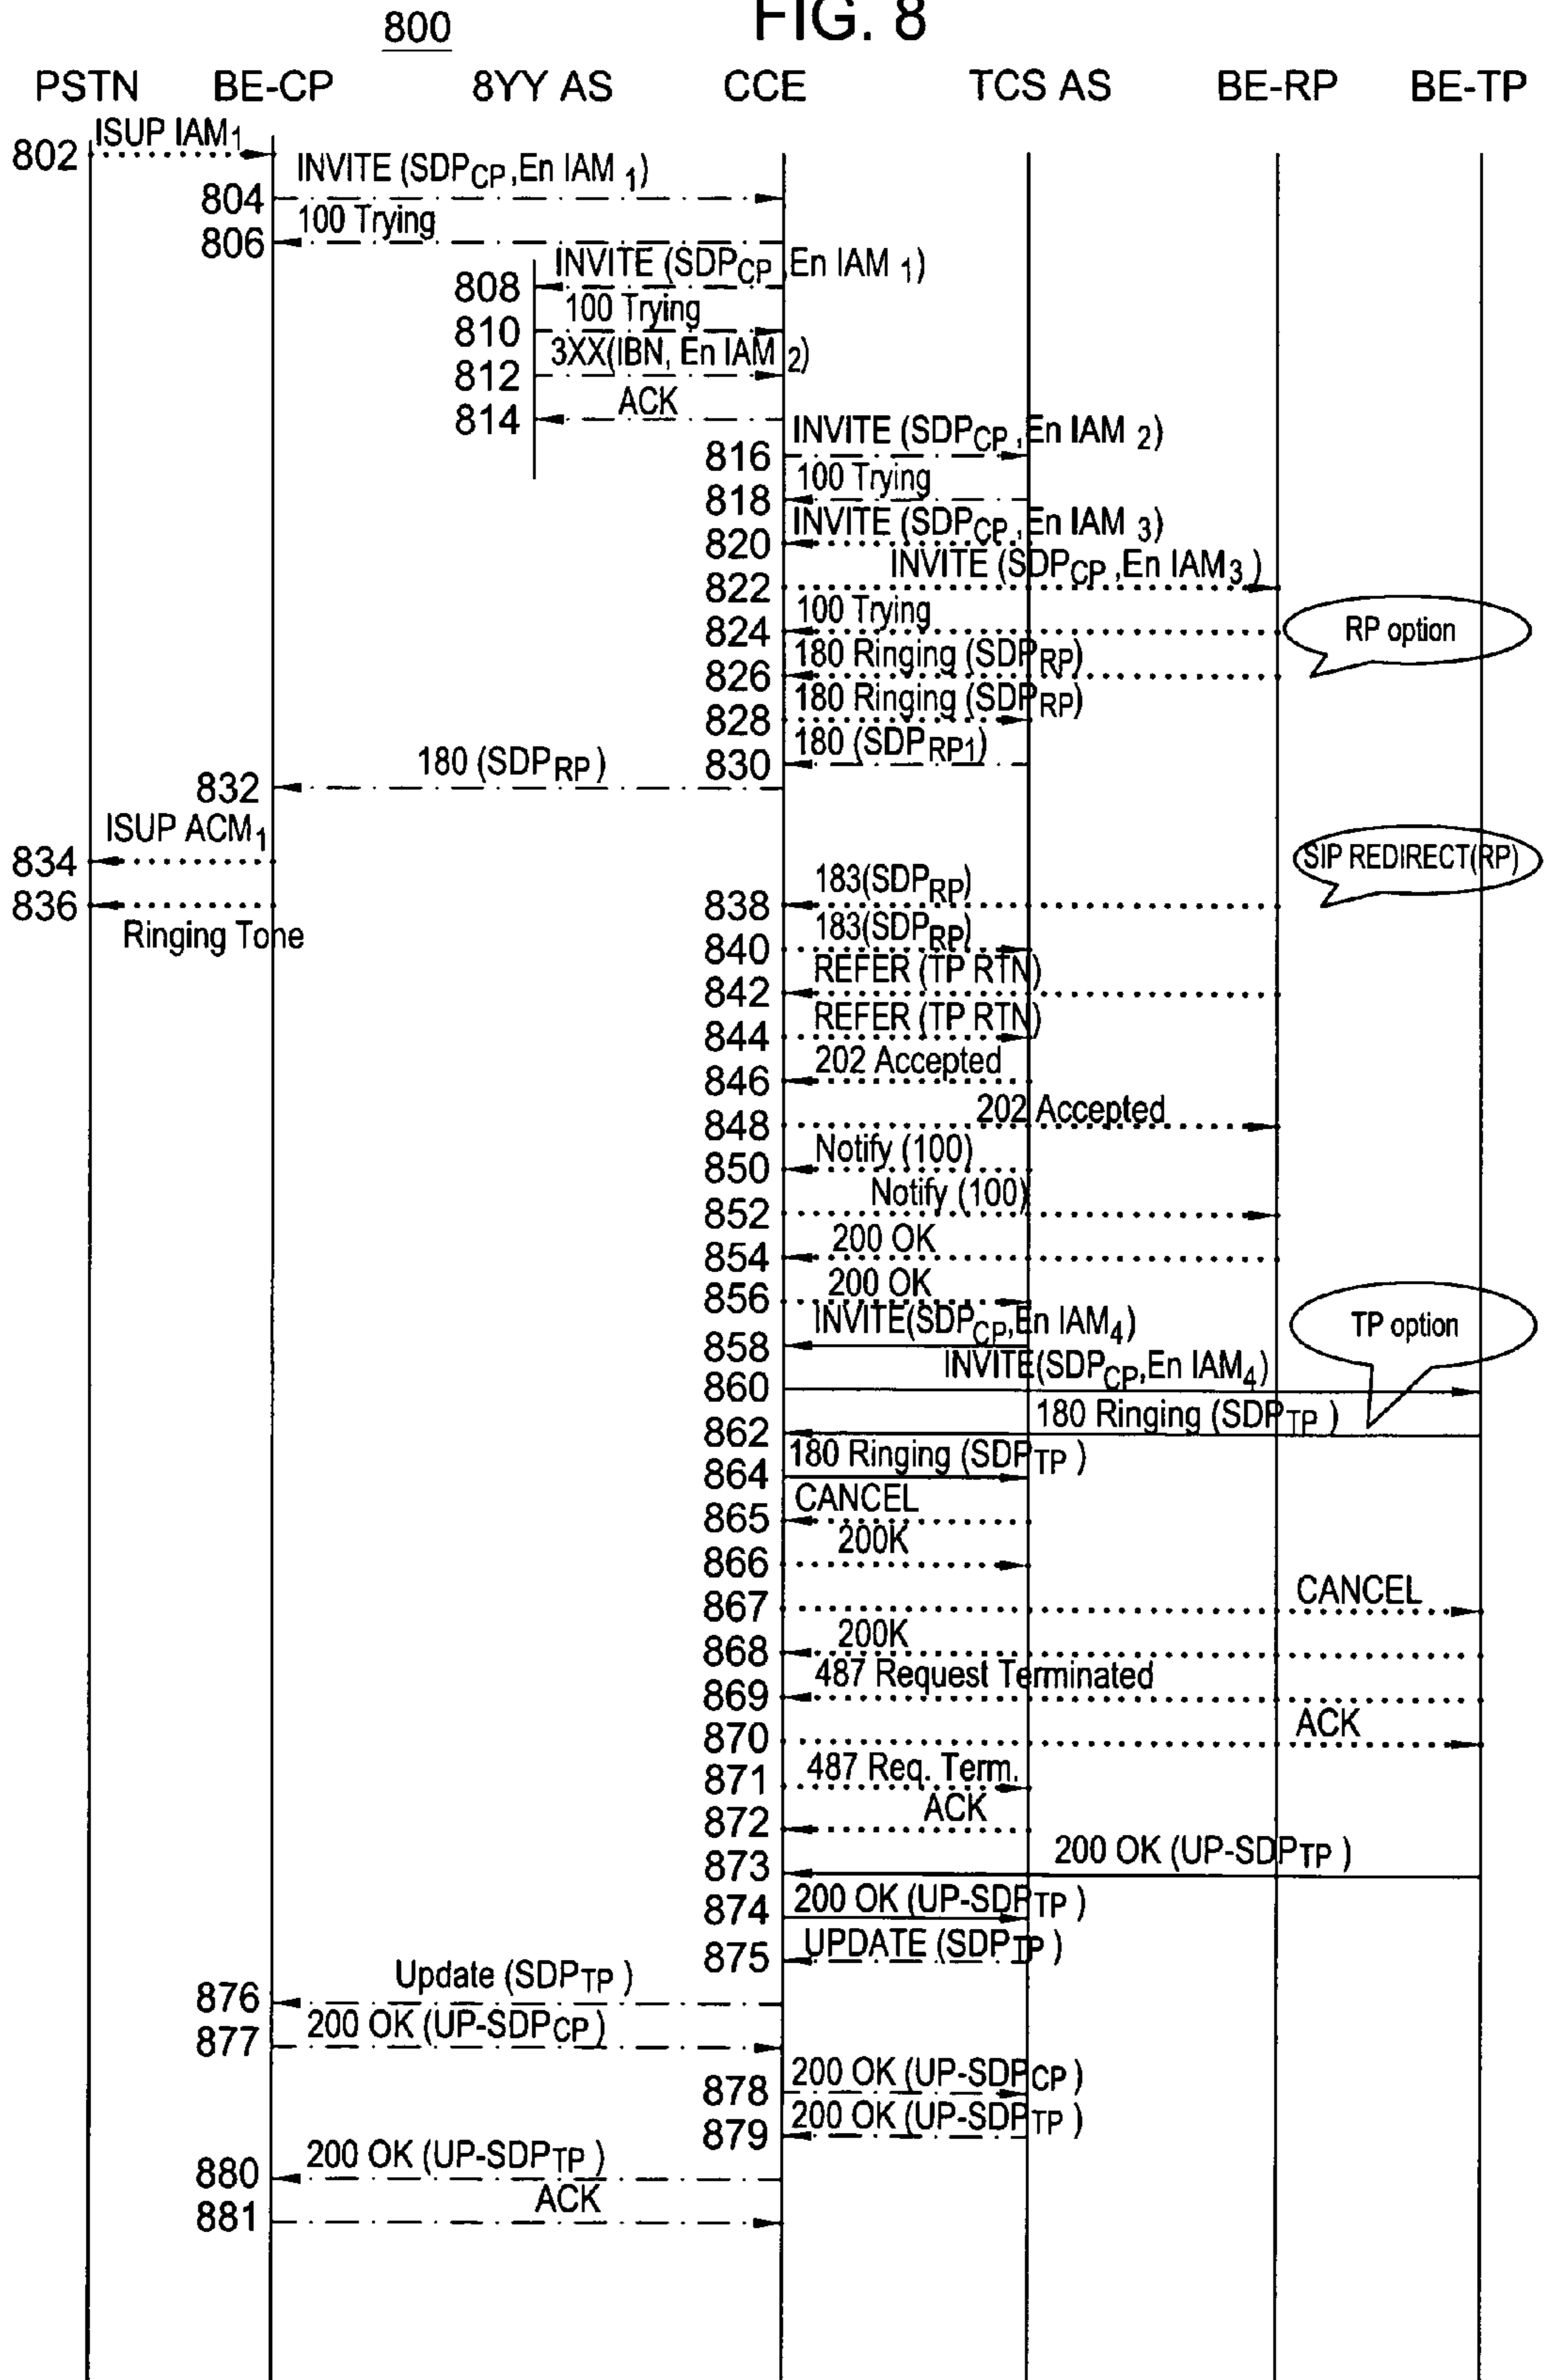 FIG. 8
800
PSTN BE-CP 8YY AS CCE TCS AS BE-RP BE-TP
802 ISUP IAM1
804 INVITE (SDPCP,En IAM 1)
806 100 Trying
808 INVITE (SDPCP En IAM 1)
810 100 Trying
812 3XX(IBN, En IAM 2)
814 ACK
816 INVITE (SDPCP,En IAM 2)
818 100 Trying
820 INVITE (SDPCP,En IAM 3)
822 INVITE (SDPCP,En IAM3)
824 100 Trying
RP option
826 180 Ringing (SDPRP)
828 180 Ringing (SDPRP)
830 180 (SDPRP1)
832 180 (SDPRP)
834 ISUP ACM1
SIP REDIRECT(RP)
836 Ringing Tone
838 183(SDPRP)
840 183(SDPRP)
842 REFER (TP RTN)
844 REFER (TP RTN)
846 202 Accepted
848 202 Accepted
850 Notify (100)
852 Notify (100)
854 200 OK
856 200 OK
858 INVITE(SDPCP,En IAM4)
TP option
860 INVITE(SDPCP,En IAM4)
862 180 Ringing (SDPTP)
864 180 Ringing (SDPTP)
865 CANCEL
866 200K
867 CANCEL
868 200K
869 487 Request Terminated
870 ACK
871 487 Req. Term.
872 ACK
873 200 OK (UP-SDPTP)
874 200 OK (UP-SDPTP)
875 UPDATE (SDPTP)
876 Update (SDPTP)
877 200 OK (UP-SDPCP)
878 200 OK (UP-SDPCP)
879 200 OK (UP-SDPTP)
880 200 OK (UP-SDPTP)
881 ACK